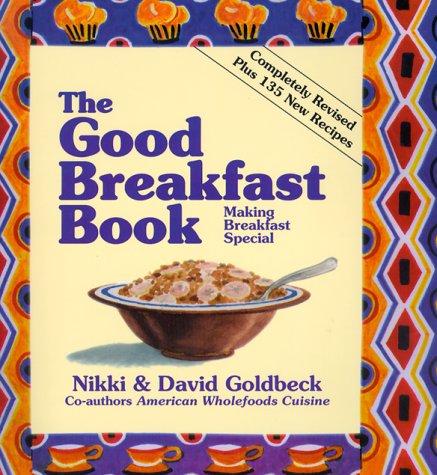 Completely Revised
Plus 135 New Recipes
The
Good
Breakfast
Book
Making
Breakfast
Special
Nikki & David Goldbeck
Co-authors American Wholefoods Cuisine